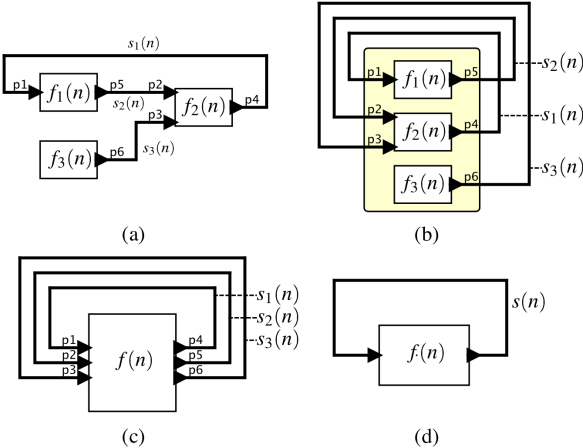 s₁(n)
p1
f₁(n)
p5
p2
s₂(n)
f₂(n)
p4
p3
f₃(n)
p6
s₃(n)
(a)
p1
f₁(n)
p5
s₂(n)
p2
f₂(n)
p4
s₁(n)
p3
f₃(n)
p6
s₃(n)
(b)
s₁(n)
s₂(n)
s₃(n)
p1
p4
p2
f(n)
p5
p3
p6
(c)
s(n)
f(n)
(d)